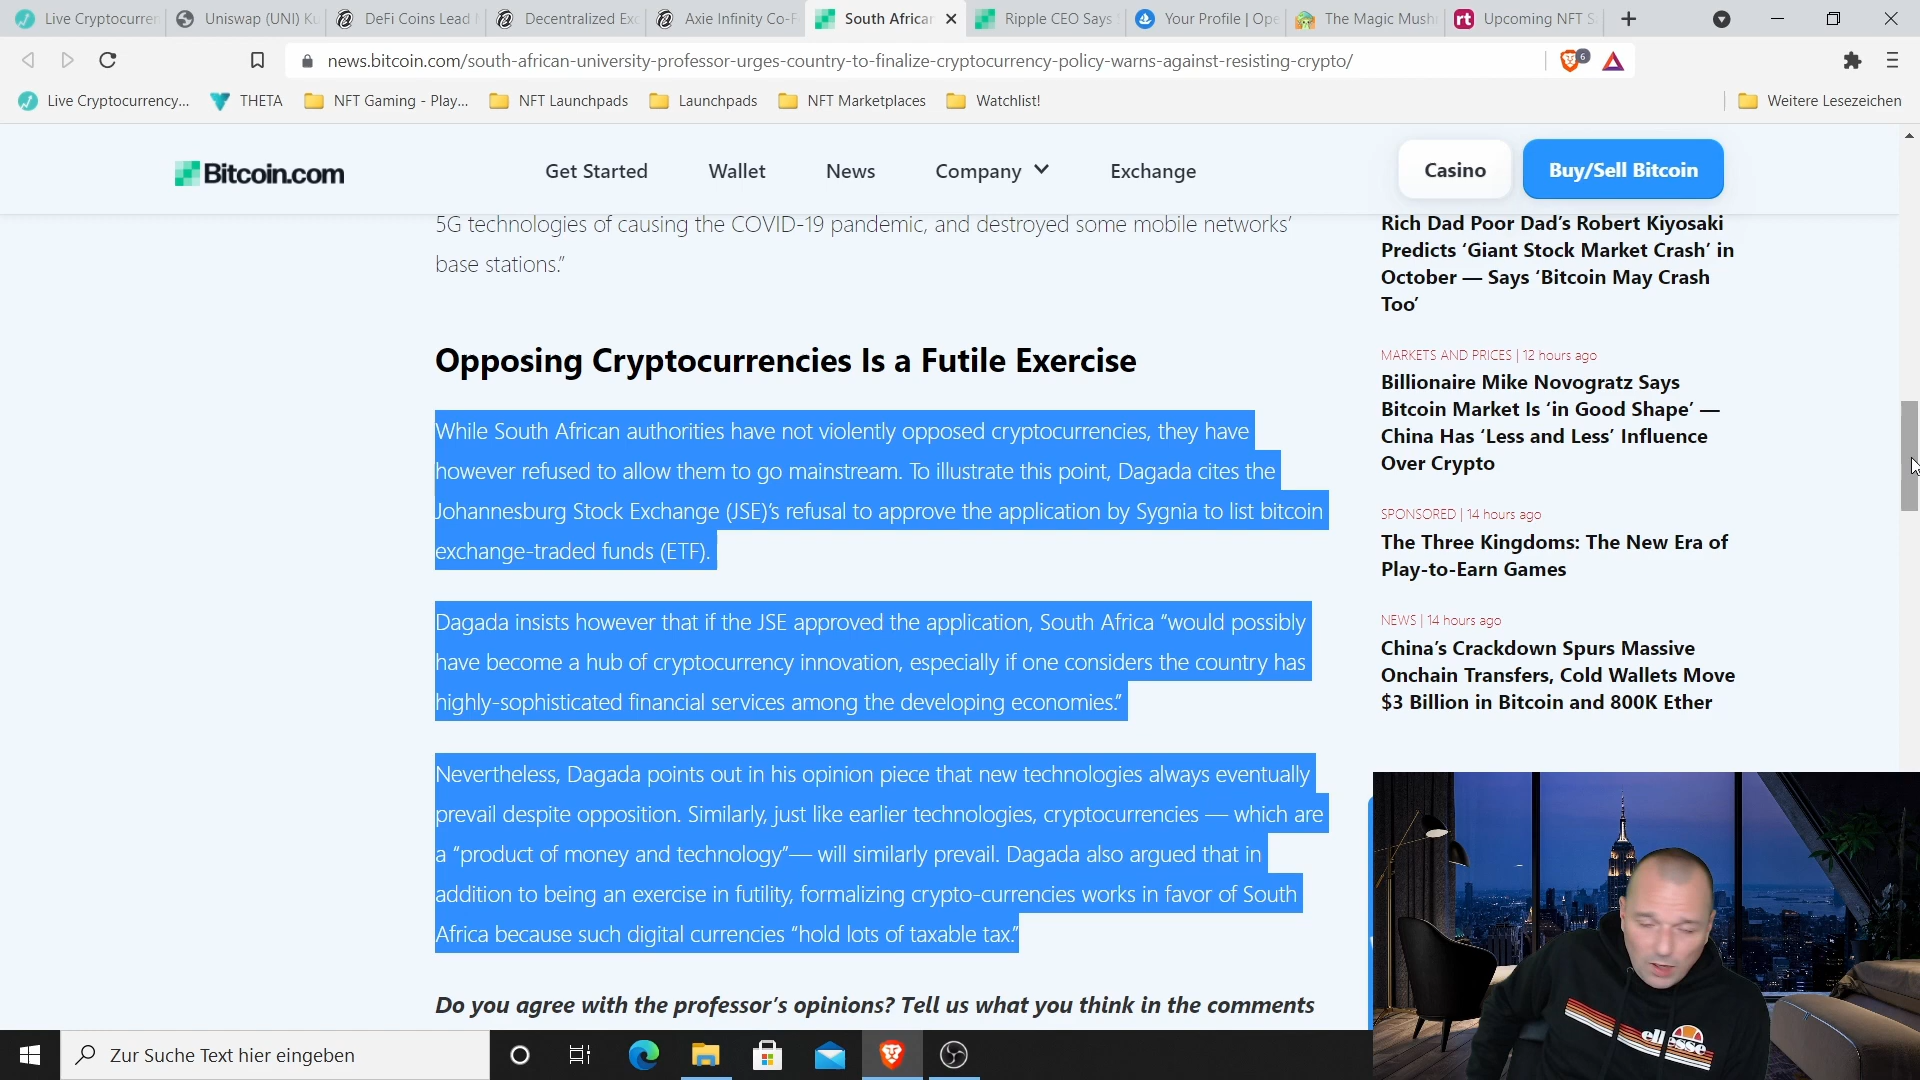 Live Cryptocurren
Uniswap (UNI) Ku
DeFi Coins Lead
Decentralized Exc
Axie Infinity Co-F
South African
Ripple CEO Says
Your Profile | Ope
The Magic Mush
rt
Upcoming NFT S
news.bitcoin.com/south-african-university-professor-urges-country-to-finalize-cryptocurrency-policy-warns-against-resisting-crypto/
6
Live Cryptocurrency...
THETA
NFT Gaming - Play...
NFT Launchpads
Launchpads
NFT Marketplaces
Watchlist!
Weitere Lesezeichen
Bitcoin.com
Get Started
Wallet
News
Company
Exchange
Casino
Buy/Sell Bitcoin
5G technologies of causing the COVID-19 pandemic, and destroyed some mobile networks’
base stations.”
Opposing Cryptocurrencies Is a Futile Exercise
While South African authorities have not violently opposed cryptocurrencies, they have
however refused to allow them to go mainstream. To illustrate this point, Dagada cites the
Johannesburg Stock Exchange (JSE)’s refusal to approve the application by Sygnia to list bitcoin
exchange-traded funds (ETF).
Dagada insists however that if the JSE approved the application, South Africa “would possibly
have become a hub of cryptocurrency innovation, especially if one considers the country has
highly-sophisticated financial services among the developing economies.”
Nevertheless, Dagada points out in his opinion piece that new technologies always eventually
prevail despite opposition. Similarly, just like earlier technologies, cryptocurrencies — which are
a “product of money and technology”— will similarly prevail. Dagada also argued that in
addition to being an exercise in futility, formalizing crypto-currencies works in favor of South
Africa because such digital currencies “hold lots of taxable tax.”
Do you agree with the professor’s opinions? Tell us what you think in the comments
Rich Dad Poor Dad’s Robert Kiyosaki
Predicts ‘Giant Stock Market Crash’ in
October — Says ‘Bitcoin May Crash
Too’
MARKETS AND PRICES | 12 hours ago
Billionaire Mike Novogratz Says
Bitcoin Market Is ‘in Good Shape’ —
China Has ‘Less and Less’ Influence
Over Crypto
SPONSORED | 14 hours ago
The Three Kingdoms: The New Era of
Play-to-Earn Games
NEWS | 14 hours ago
China’s Crackdown Spurs Massive
Onchain Transfers, Cold Wallets Move
$3 Billion in Bitcoin and 800K Ether
ellesse
Zur Suche Text hier eingeben